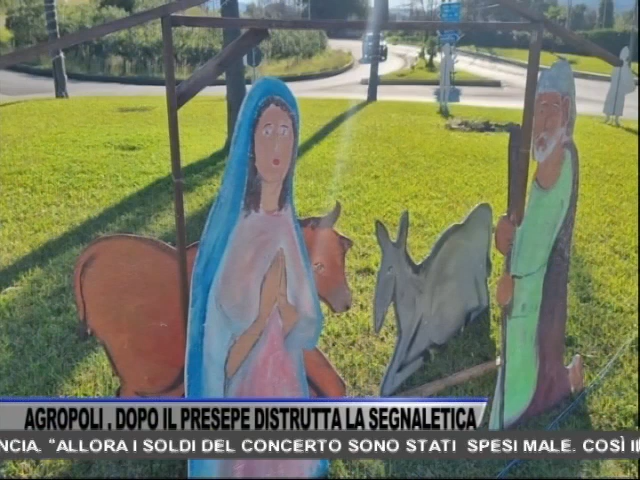 AGROPOLI , DOPO IL PRESEPE DISTRUTTA LA SEGNALETICA
NCIA. "ALLORA I SOLDI DEL CONCERTO SONO STATI SPESI MALE. COSÌ